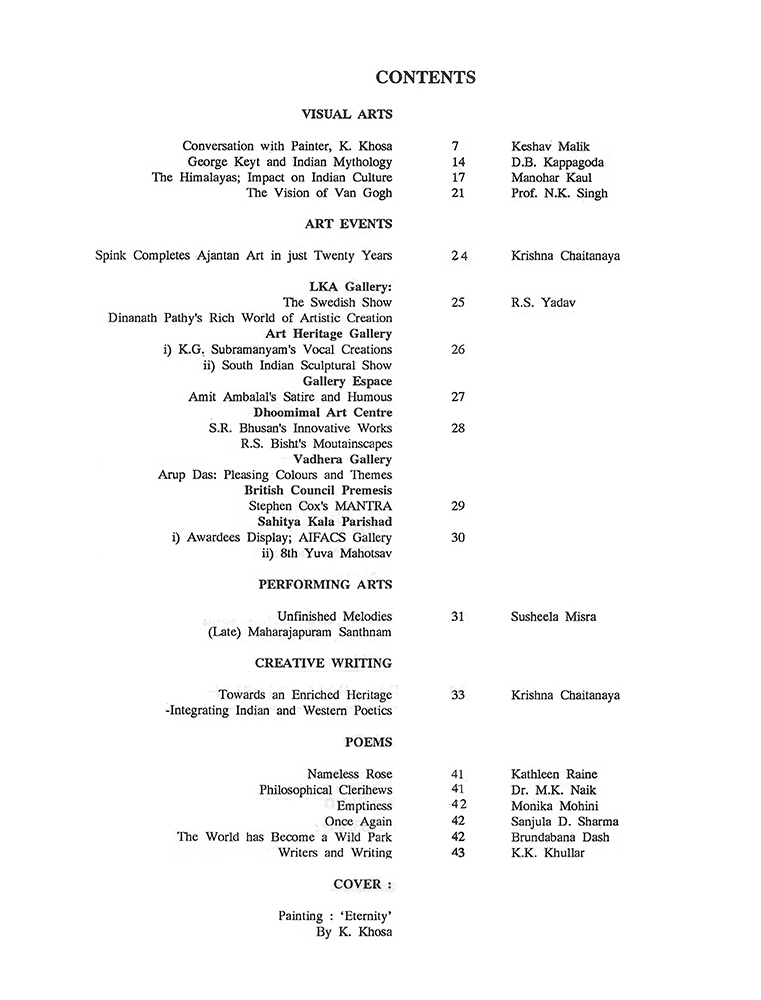 CONTENTS
VISUAL ARTS
Conversation with Painter, K. Khosa 7 Keshav Malik
George Keyt and Indian Mythology 14 D.B. Kappagoda
The Himalayas; Impact on Indian Culture 17 Manohar Kaul
The Vision of Van Gogh 21 Prof. N.K. Singh
ART EVENTS
Spink Completes Ajantan Art in just Twenty Years 24 Krishna Chaitanaya
LKA Gallery:
The Swedish Show 25 R.S. Yadav
Dinanath Pathy's Rich World of Artistic Creation
Art Heritage Gallery
i) K.G. Subramanyam's Vocal Creations 26
ii) South Indian Sculptural Show
Gallery Espace
Amit Ambalal's Satire and Humous 27
Dhoomimal Art Centre
S.R. Bhusan's Innovative Works 28
R.S. Bisht's Moutainscapes
Vadhera Gallery
Arup Das: Pleasing Colours and Themes
British Council Premesis
Stephen Cox's MANTRA 29
Sahitya Kala Parishad
i) Awardees Display; AIFACS Gallery 30
ii) 8th Yuva Mahotsav
PERFORMING ARTS
Unfinished Melodies 31 Susheela Misra
(Late) Maharajapuram Santhnam
CREATIVE WRITING
Towards an Enriched Heritage 33 Krishna Chaitanaya
-Integrating Indian and Western Poetics
POEMS
Nameless Rose 41 Kathleen Raine
Philosophical Clerihews 41 Dr. M.K. Naik
Emptiness 42 Monika Mohini
Once Again 42 Sanjula D. Sharma
The World has Become a Wild Park 42 Brundabana Dash
Writers and Writing 43 K.K. Khullar
COVER :
Painting : ‘Eternity’
By K. Khosa